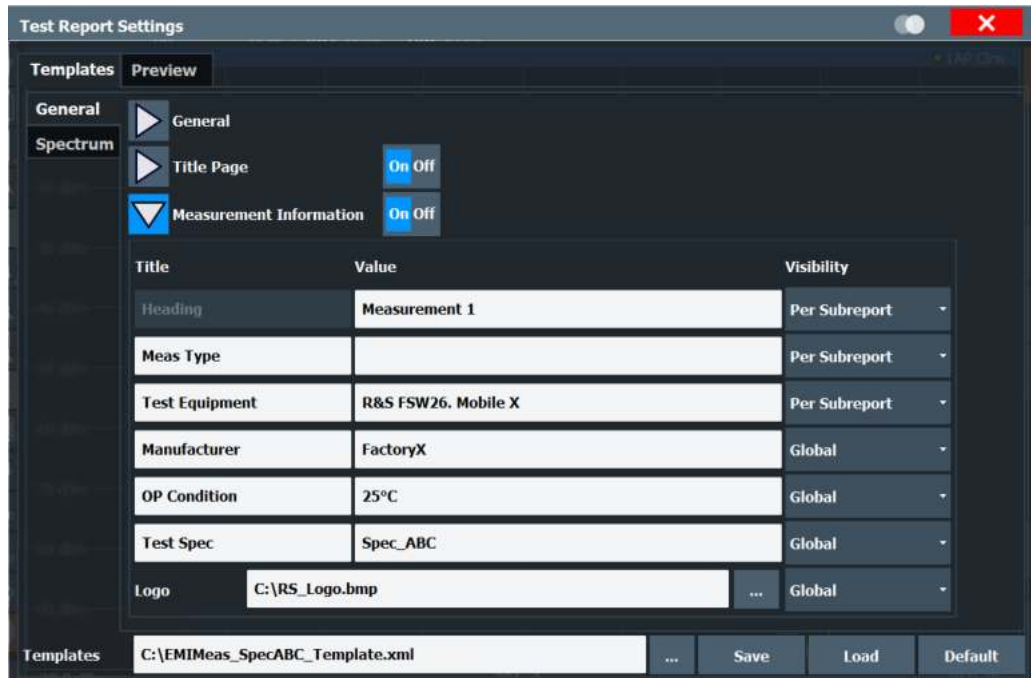 Test Report Settings
Templates Preview
General
Spectrum
General
Title Page On Off
Measurement Information On Off
Title Value Visibility
Heading Measurement 1 Per Subreport
Meas Type Per Subreport
Test Equipment R&S FSW26. Mobile X Per Subreport
Manufacturer FactoryX Global
OP Condition 25°C Global
Test Spec Spec_ABC Global
Logo C:\RS_Logo.bmp ... Global
Templates C:\EMIMeas_SpecABC_Template.xml ... Save Load Default